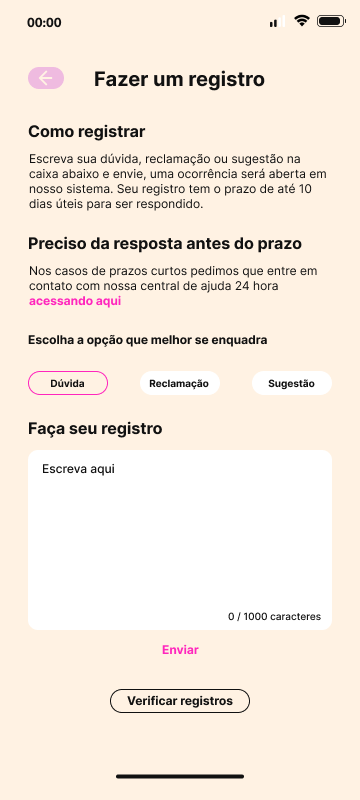 00:00
Fazer um registro
Como registrar
Escreva sua dúvida, reclamação ou sugestão na
caixa abaixo e envie, uma ocorrência será aberta em
nosso sistema. Seu registro tem o prazo de até 10
dias úteis para ser respondido.
Preciso da resposta antes do prazo
Nos casos de prazos curtos pedimos que entre em
contato com nossa central de ajuda 24 hora
acessando aqui
Escolha a opção que melhor se enquadra
Dúvida Reclamação Sugestão
Faça seu registro
Escreva aqui
0 / 1000 caracteres
Enviar
Verificar registros